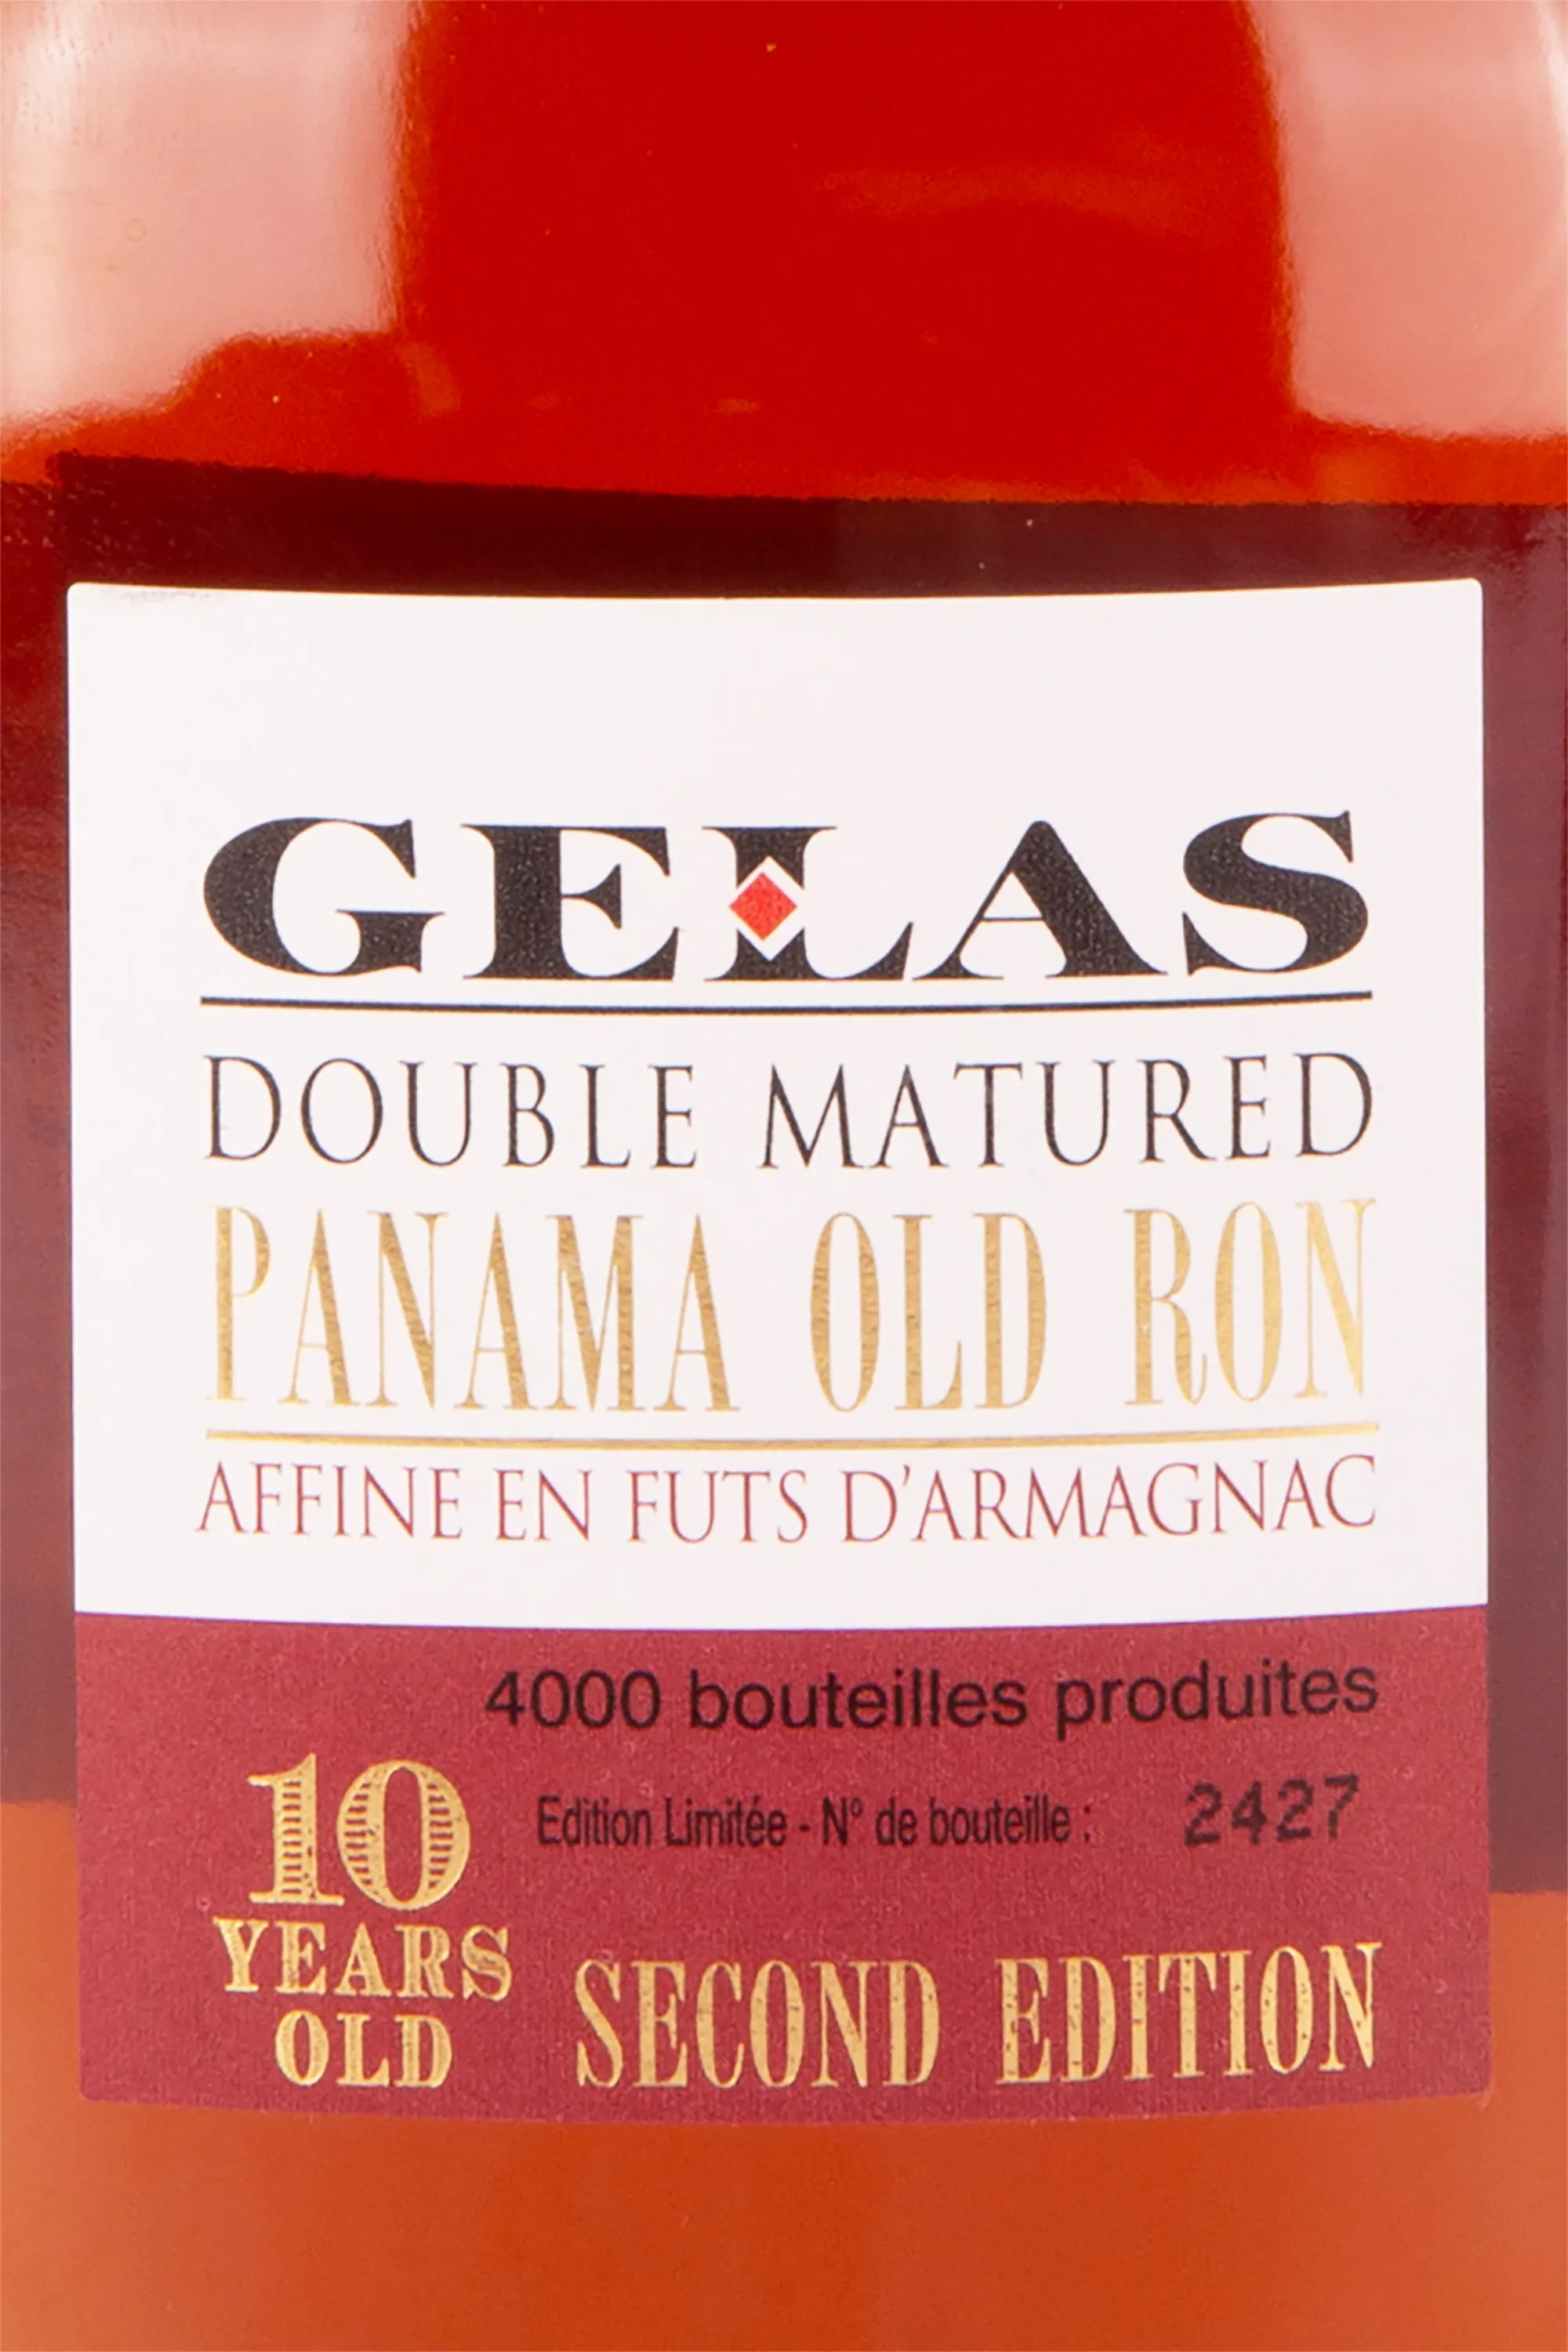 GELAS
DOUBLE MATURED
PANAMA OLD RON
AFFINE EN FUTS D'ARMAGNAC
4000 bouteilles produites
Edition Limitée - N° de bouteille : 2427
10
YEARS
OLD
SECOND EDITION